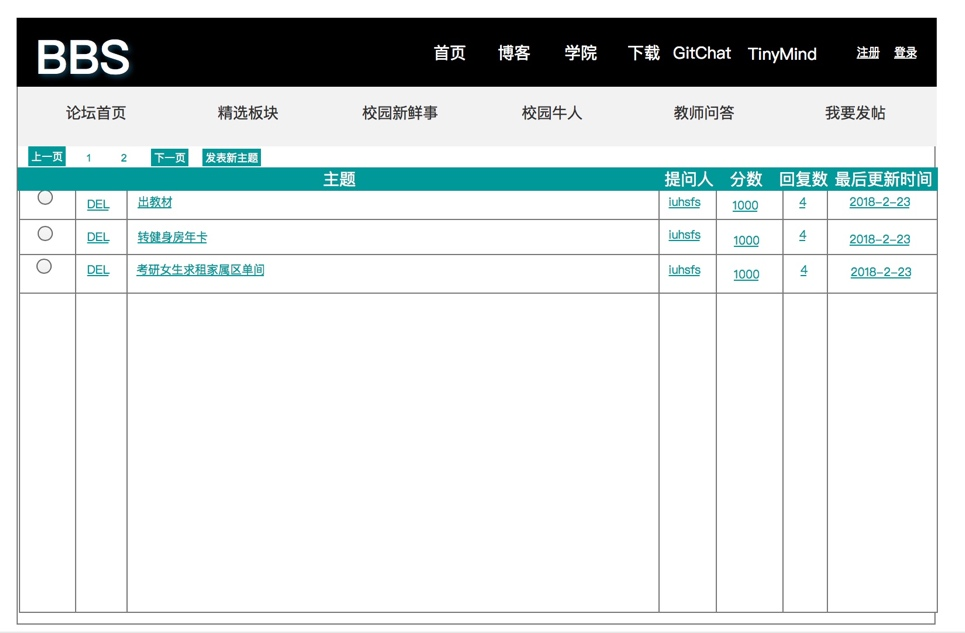 BBS 首页 博客 学院 下载 GitChat TinyMind 注册 登录
论坛首页 精选板块 校园新鲜事 校园牛人 教师问答 我要发帖
上一页 1 2 下一页 发表新主题
主题 提问人 分数 回复数 最后更新时间
DEL 出教材 iuhsfs 1000 4 2018-2-23
DEL 转健身房年卡 iuhsfs 1000 4 2018-2-23
DEL 考研女生求租家属区单间 iuhsfs 1000 4 2018-2-23